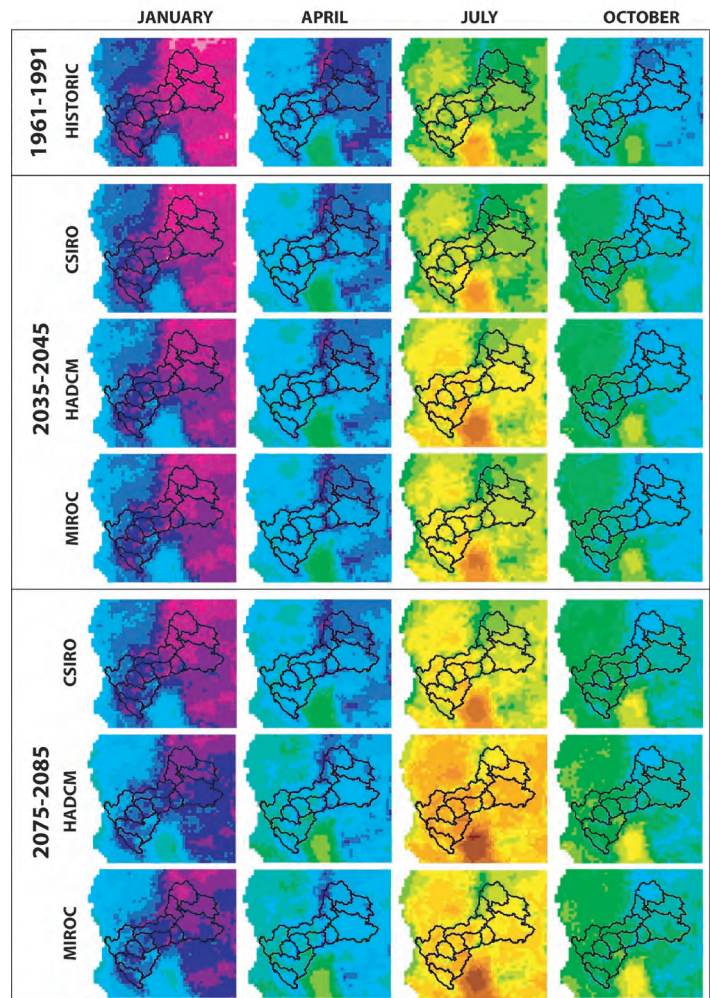 JANUARY APRIL JULY OCTOBER
1961-1991
HISTORIC
2035-2045
CSIRO
HADCM
MIROC
2075-2085
CSIRO
HADCM
MIROC